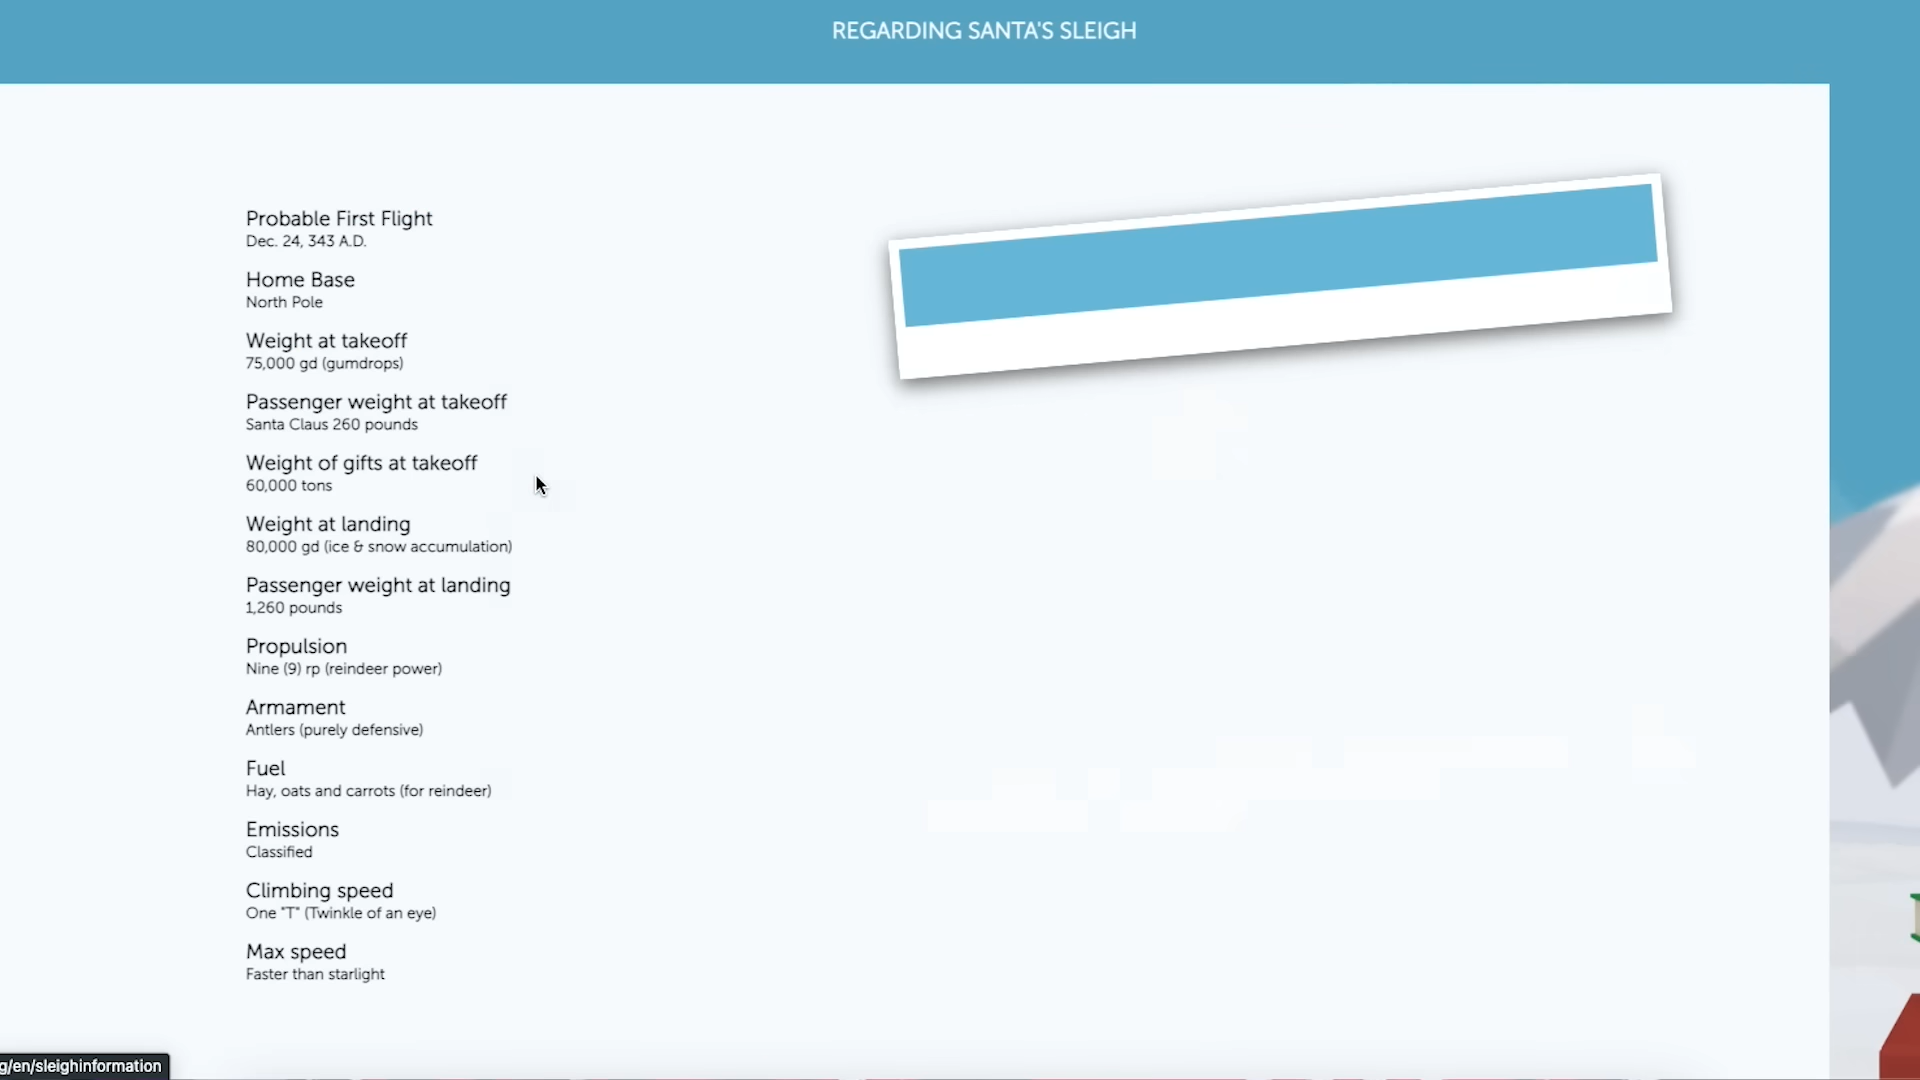 REGARDING SANTA'S SLEIGH
Probable First Flight
Dec. 24, 343 A.D.
Home Base
North Pole
Weight at takeoff
75,000 gd (gumdrops)
Passenger weight at takeoff
Santa Claus 260 pounds
Weight of gifts at takeoff
60,000 tons
Weight at landing
80,000 gd (ice & snow accumulation)
Passenger weight at landing
1,260 pounds
Propulsion
Nine (9) rp (reindeer power)
Armament
Antlers (purely defensive)
Fuel
Hay, oats and carrots (for reindeer)
Emissions
Classified
Climbing speed
One "T" (Twinkle of an eye)
Max speed
Faster than starlight
g/en/sleighinformation